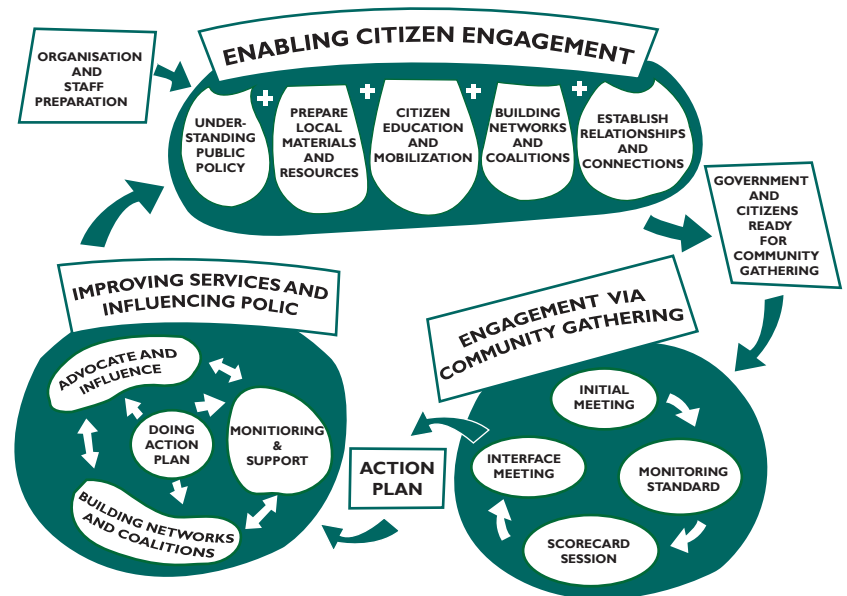 ORGANISATION
AND
STAFF
PREPARATION
ENABLING CITIZEN ENGAGEMENT
UNDER-
STANDING
PUBLIC
POLICY
+
PREPARE
LOCAL
MATERIALS
AND
RESOURCES
+
CITIZEN
EDUCATION
AND
MOBILIZATION
+
BUILDING
NETWORKS
AND
COALITIONS
+
ESTABLISH
RELATIONSHIPS
AND
CONNECTIONS
GOVERNMENT
AND
CITIZENS
READY
FOR
COMMUNITY
GATHERING
ENGAGEMENT VIA
COMMUNITY GATHERING
INITIAL
MEETING
MONITORING
STANDARD
SCORECARD
SESSION
INTERFACE
MEETING
ACTION
PLAN
IMPROVING SERVICES AND
INFLUENCING POLIC
ADVOCATE AND
INFLUENCE
DOING
ACTION
PLAN
MONITIORING
&
SUPPORT
BUILDING NETWORKS
AND COALITIONS